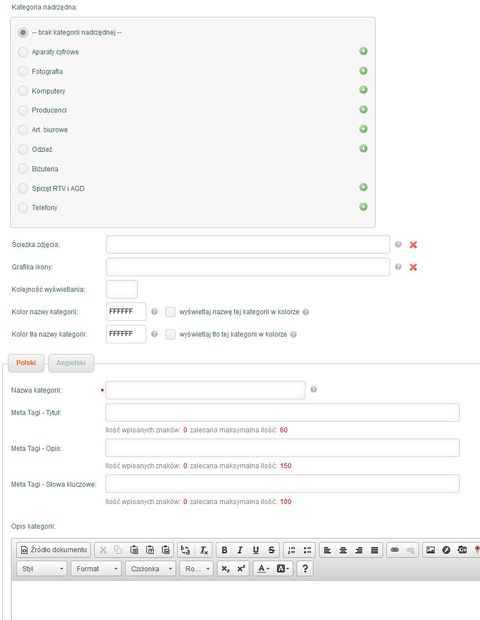 Kategoria nadrzędna:
-- brak kategorii nadrzędnej --
Aparaty cyfrowe
Fotografia
Komputery
Producenci
Art. biurowe
Odzież
Biżuteria
Sprzęt RTV i AGD
Telefony
Ścieżka zdjęcia:
Grafika ikony:
Kolejność wyświetlania:
Kolor nazwy kategorii: FFFFFF wyświetlaj nazwę tej kategorii w kolorze
Kolor tła nazwy kategorii: FFFFFF wyświetlaj tło tej kategorii w kolorze
Polski Angielski
Nazwa kategorii:
Meta Tagi - Tytuł:
Ilość wpisanych znaków: 0 zalecana maksymalna ilość: 60
Meta Tagi - Opis:
Ilość wpisanych znaków: 0 zalecana maksymalna ilość: 150
Meta Tagi - Słowa kluczowe:
Ilość wpisanych znaków: 0 zalecana maksymalna ilość: 100
Opis kategorii:
Źródło dokumentu B I U S
Styl Format Czcionka Ro... A A ?